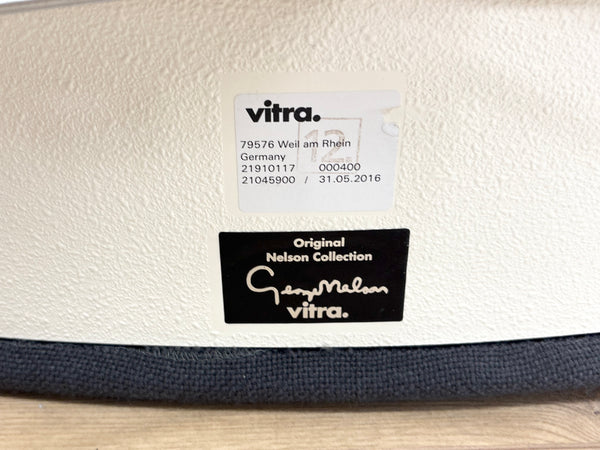 vitra.
12.
79576 Weil am Rhein
Germany
21910117 000400
21045900 / 31.05.2016
Original
Nelson Collection
George Nelson
vitra.